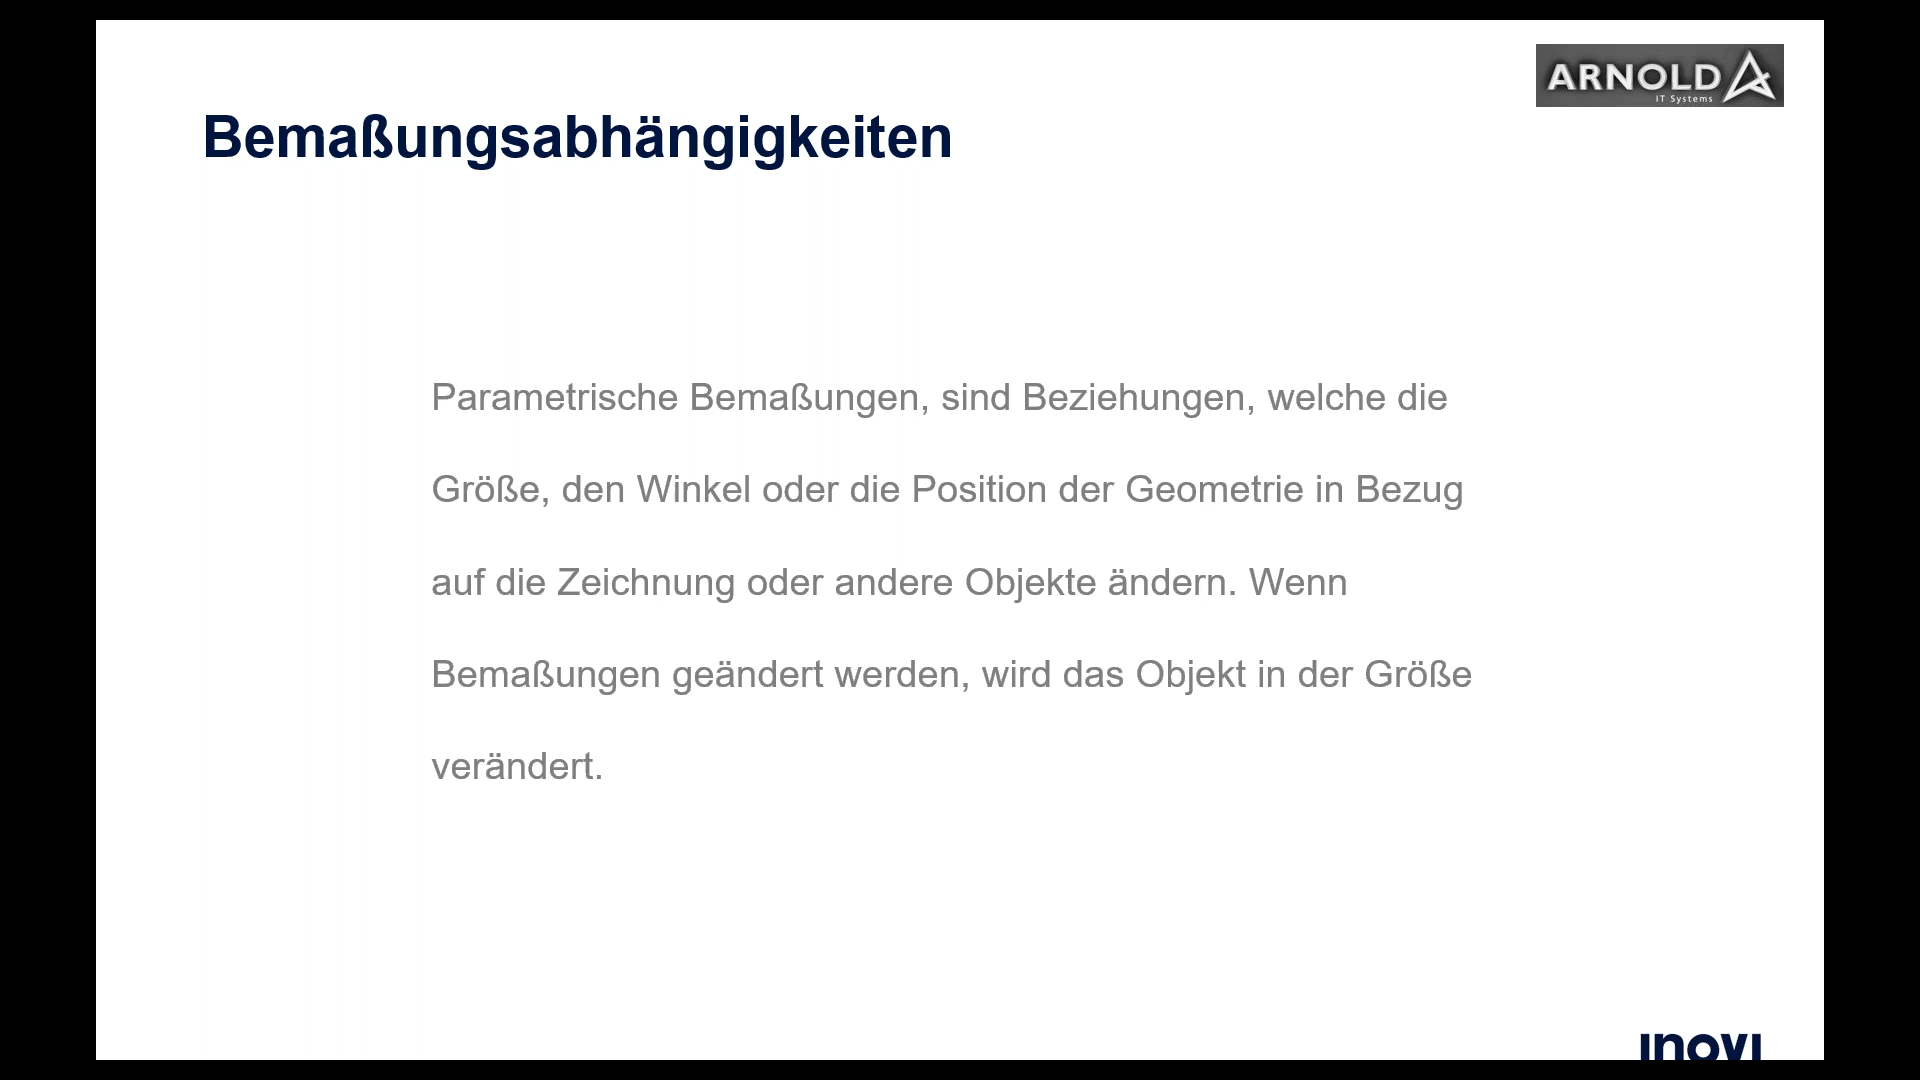 ARNOLD
IT Systems
Bemaßungsabhängigkeiten
Parametrische Bemaßungen, sind Beziehungen, welche die
Größe, den Winkel oder die Position der Geometrie in Bezug
auf die Zeichnung oder andere Objekte ändern. Wenn
Bemaßungen geändert werden, wird das Objekt in der Größe
verändert.
inovi